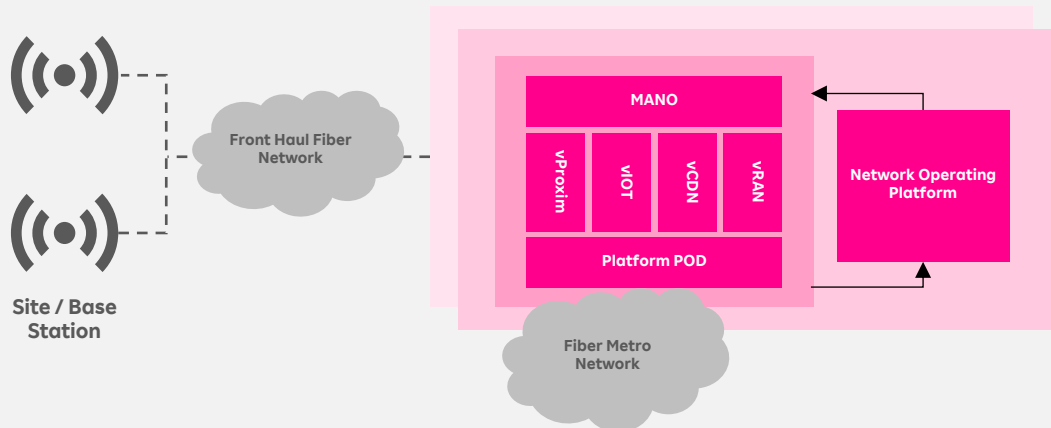 MANO
Front Haul Fiber
Network
vProxim
vIOT
vCDN
vRAN
Network Operating
Platform
Platform POD
Site / Base
Station
Fiber Metro
Network